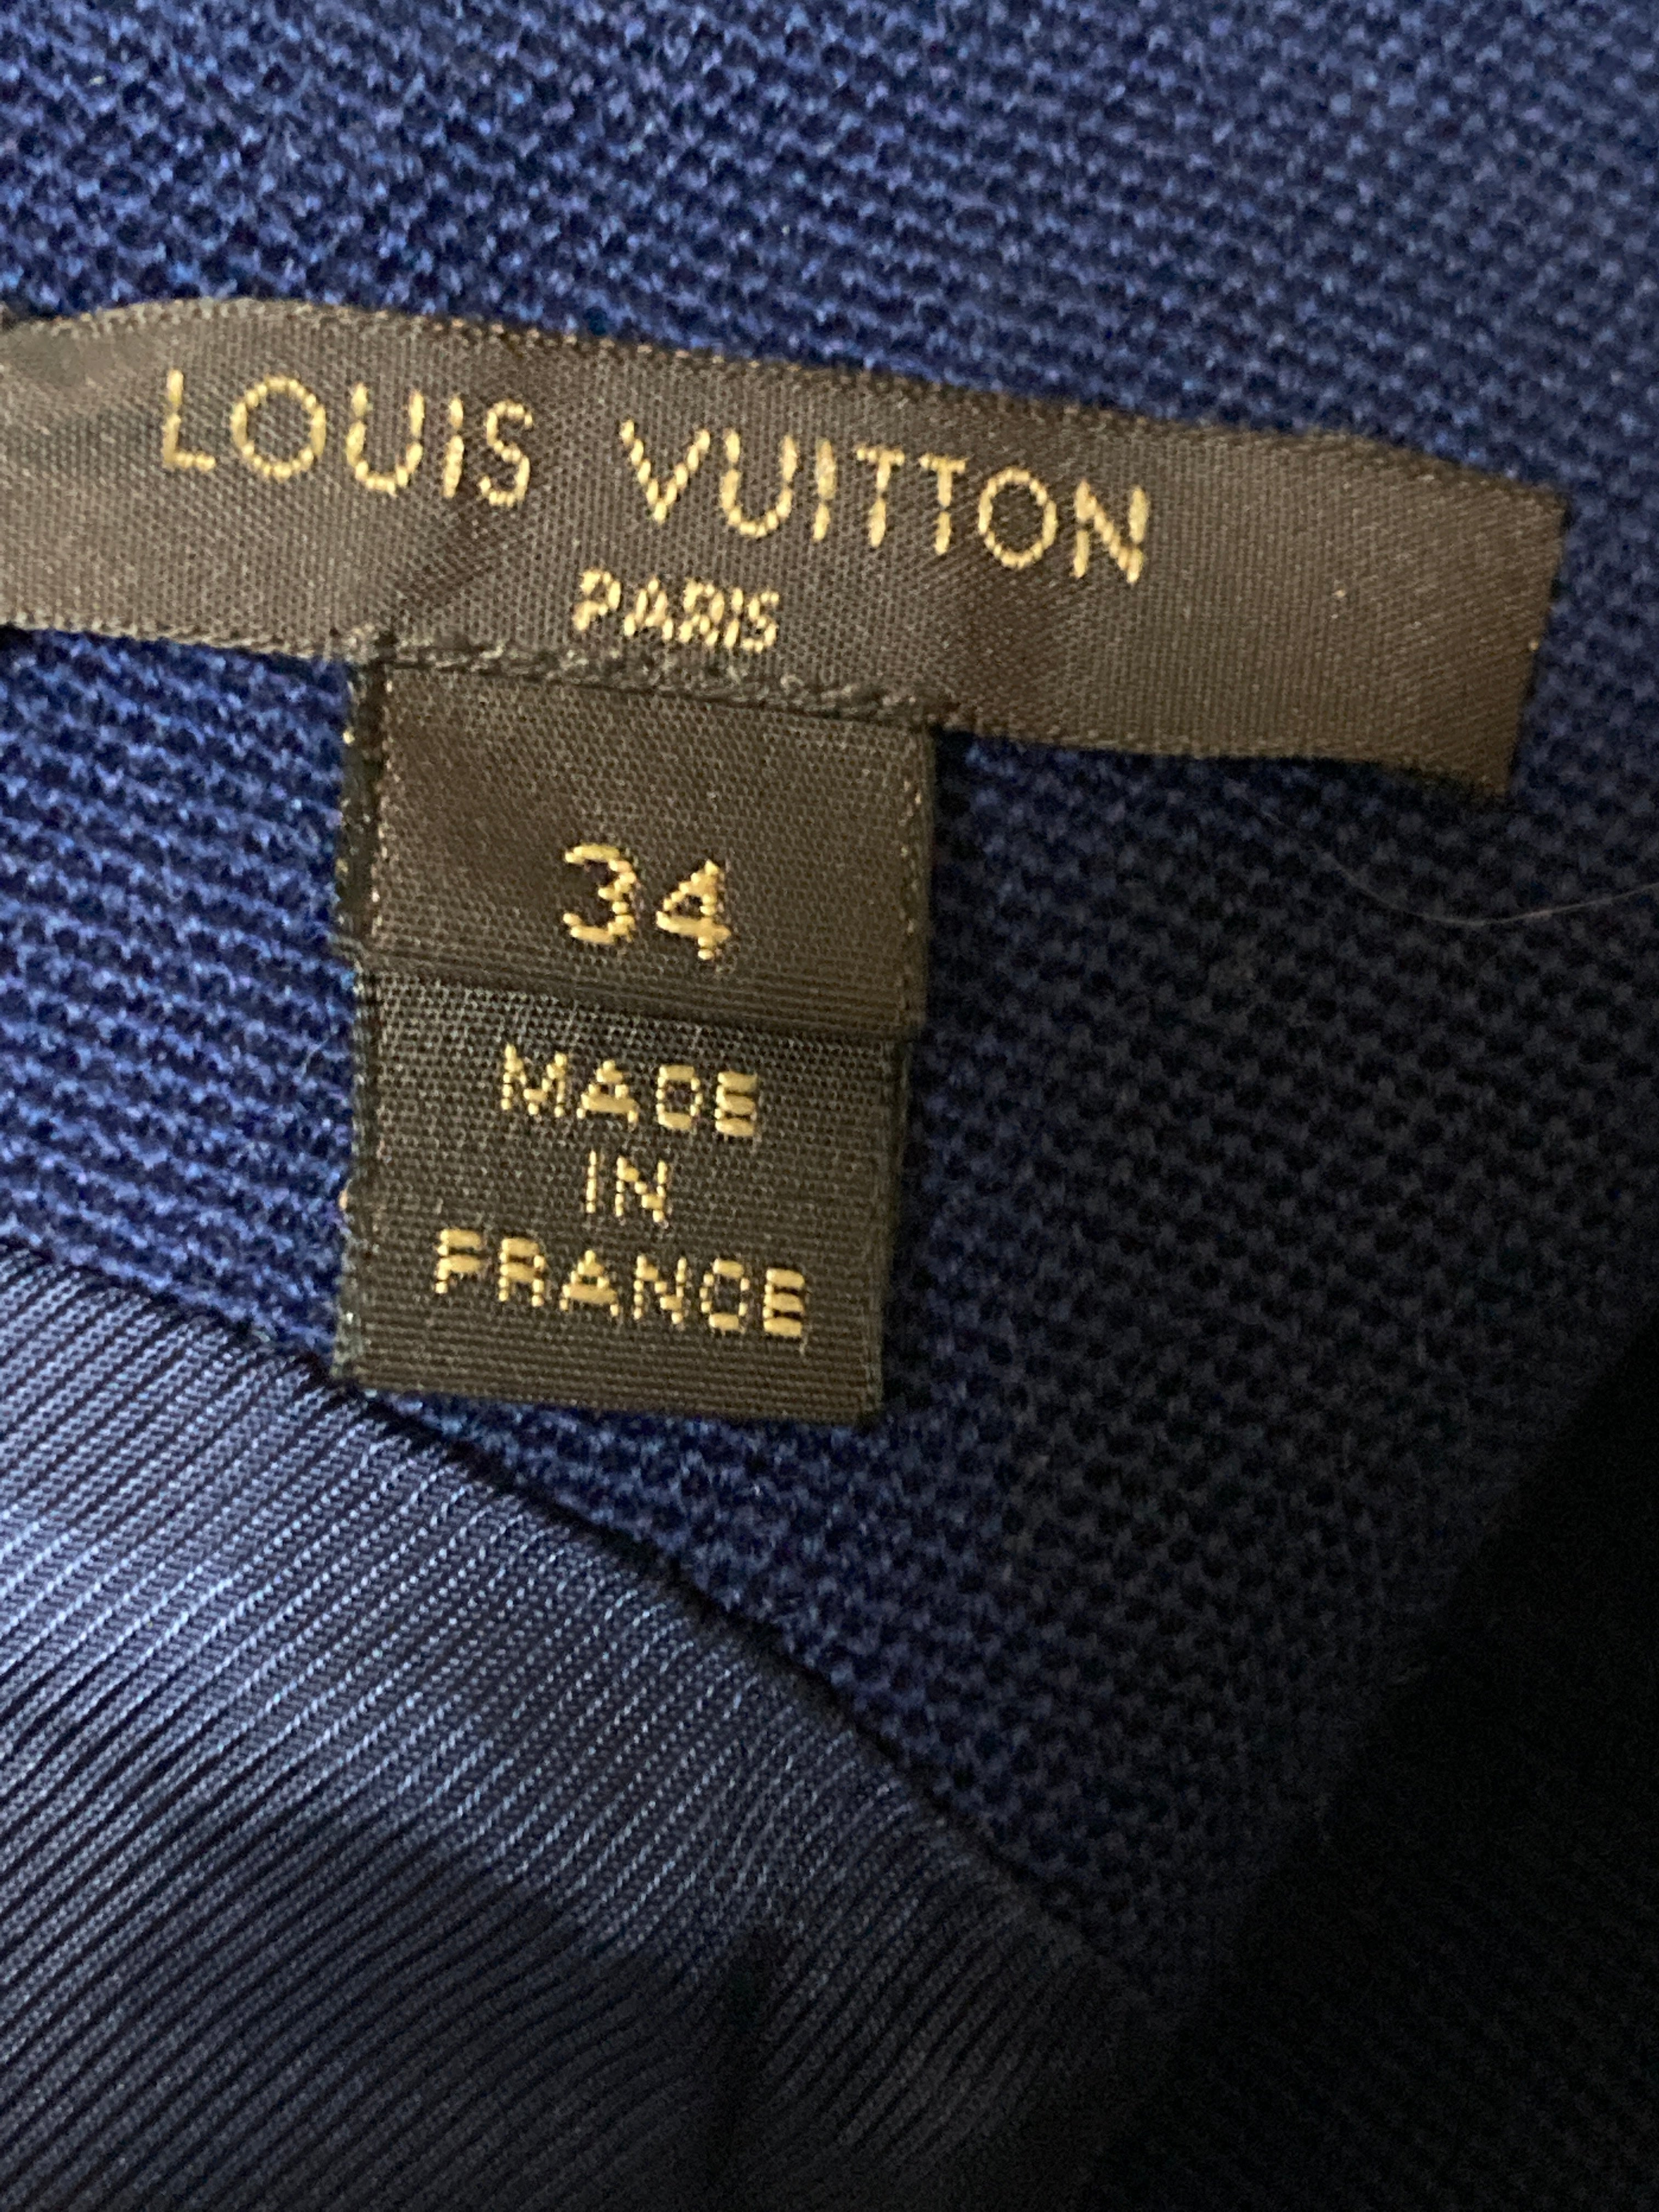 LOUIS VUITTON
PARIS
34
MADE
IN
FRANCE